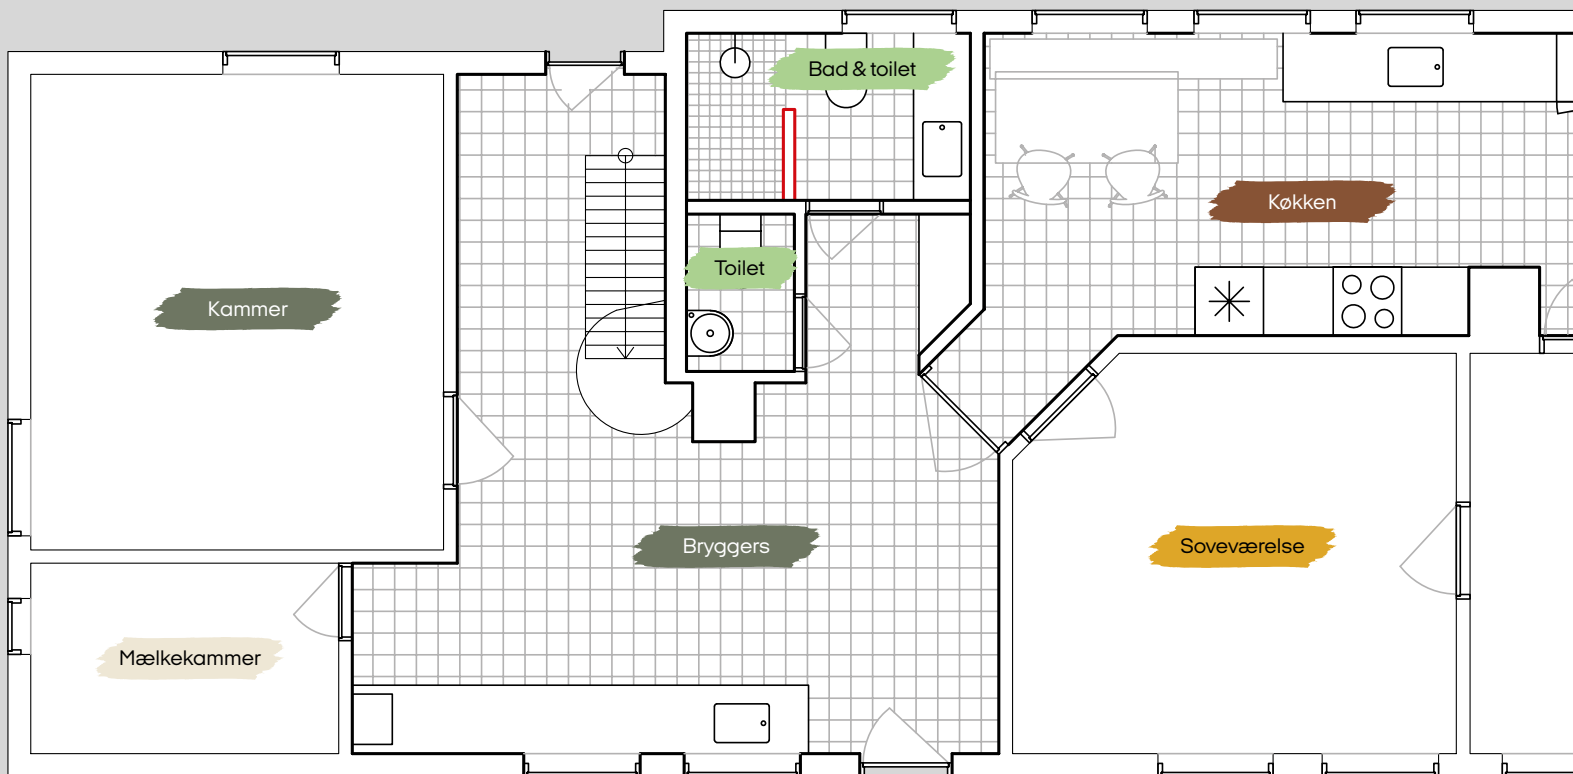 Bad & toilet
Køkken
Toilet
Kammer
Bryggers
Soveværelse
Mælkekammer